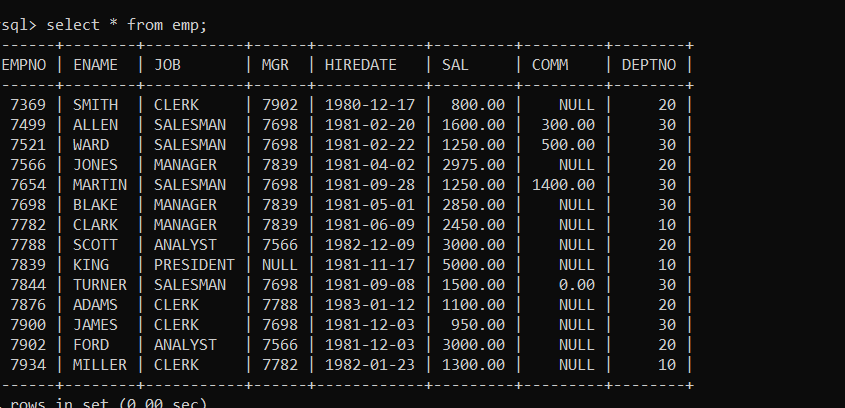 sql> select * from emp;
------+--------+-----------+------+------------+---------+---------+--------+
EMPNO | ENAME  | JOB       | MGR  | HIREDATE   | SAL     | COMM    | DEPTNO |
------+--------+-----------+------+------------+---------+---------+--------+
 7369 | SMITH  | CLERK     | 7902 | 1980-12-17 |  800.00 |    NULL |     20 |
 7499 | ALLEN  | SALESMAN  | 7698 | 1981-02-20 | 1600.00 |  300.00 |     30 |
 7521 | WARD   | SALESMAN  | 7698 | 1981-02-22 | 1250.00 |  500.00 |     30 |
 7566 | JONES  | MANAGER   | 7839 | 1981-04-02 | 2975.00 |    NULL |     20 |
 7654 | MARTIN | SALESMAN  | 7698 | 1981-09-28 | 1250.00 | 1400.00 |     30 |
 7698 | BLAKE  | MANAGER   | 7839 | 1981-05-01 | 2850.00 |    NULL |     30 |
 7782 | CLARK  | MANAGER   | 7839 | 1981-06-09 | 2450.00 |    NULL |     10 |
 7788 | SCOTT  | ANALYST   | 7566 | 1982-12-09 | 3000.00 |    NULL |     20 |
 7839 | KING   | PRESIDENT | NULL | 1981-11-17 | 5000.00 |    NULL |     10 |
 7844 | TURNER | SALESMAN  | 7698 | 1981-09-08 | 1500.00 |    0.00 |     30 |
 7876 | ADAMS  | CLERK     | 7788 | 1983-01-12 | 1100.00 |    NULL |     20 |
 7900 | JAMES  | CLERK     | 7698 | 1981-12-03 |  950.00 |    NULL |     30 |
 7902 | FORD   | ANALYST   | 7566 | 1981-12-03 | 3000.00 |    NULL |     20 |
 7934 | MILLER | CLERK     | 7782 | 1982-01-23 | 1300.00 |    NULL |     10 |
------+--------+-----------+------+------------+---------+---------+--------+
rows in set (0.00 sec)